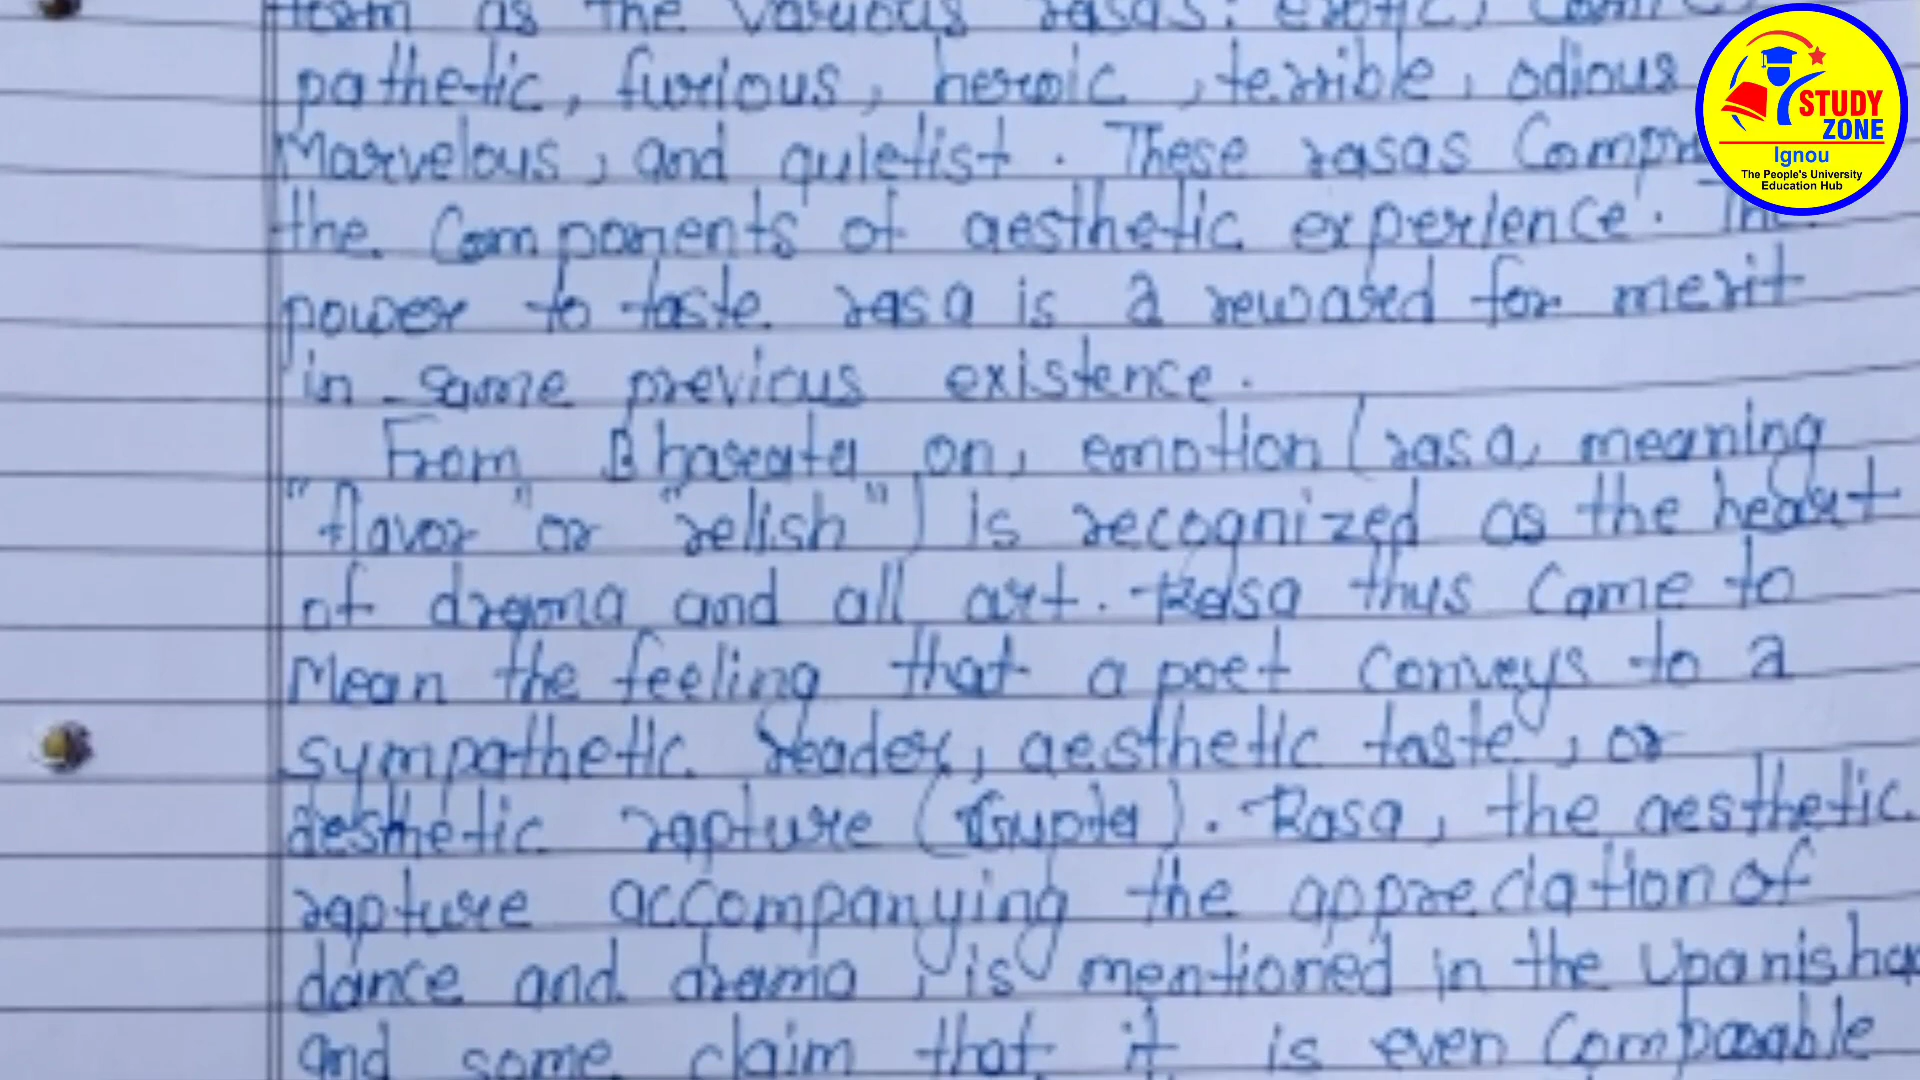 as the various rasas: erotic, comic
pathetic, furious, heroic, terrible, odious
Marvelous, and quietist. These rasas
the components of aesthetic experience. The
power to taste rasa is a reward for merit
in some previous existence.
From Bharata on, emotion (rasa, meaning
"flavor" or "relish") is recognized as the heart
of drama and all art. Rasa thus came to
Mean the feeling that a poet conveys to a
sympathetic reader, aesthetic taste, or
aesthetic rapture (Gupta). Rasa, the aesthetic
rapture accompanying the appreciation of
dance and drama, is mentioned in the
and some claim that it is even comparable
STUDY
ZONE
Ignou
The People's University
Education Hub